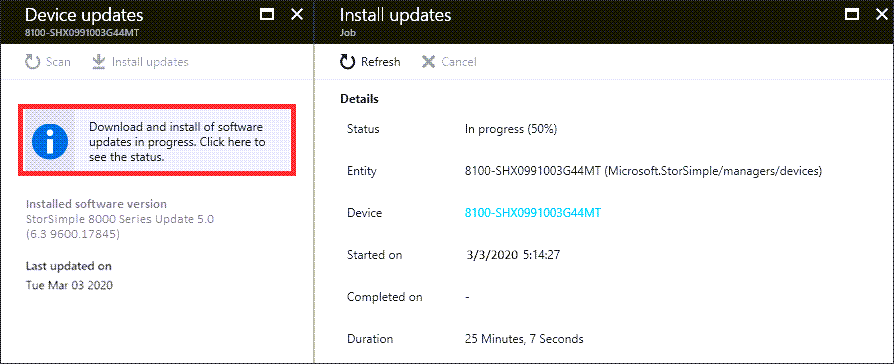 Device updates
8100-SHX0991003G44MT
Scan
Install updates
Download and install of software
updates in progress. Click here to
see the status.
Installed software version
StorSimple 8000 Series Update 5.0
(6.3 9600.17845)
Last updated on
Tue Mar 03 2020
Install updates
Job
Refresh
Cancel
Details
Status In progress (50%)
Entity 8100-SHX0991003G44MT (Microsoft.StorSimple/managers/devices)
Device 8100-SHX0991003G44MT
Started on 3/3/2020 5:14:27
Completed on -
Duration 25 Minutes, 7 Seconds